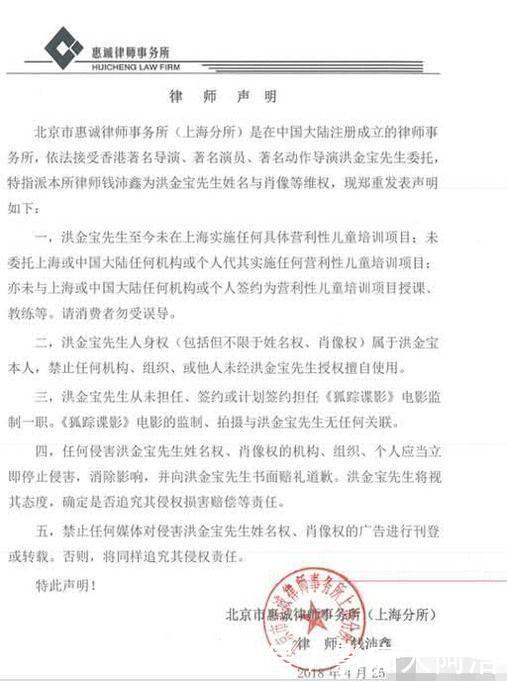 惠诚律师事务所
HUICHENG LAW FIRM
律 师 声 明
北京市惠诚律师事务所（上海分所）是在中国大陆注册成立的律师事
务所，依法接受香港著名导演、著名演员、著名动作导演洪金宝先生委托，
特指派本所律师钱沛鑫为洪金宝先生姓名与肖像等维权，现郑重发表声明
如下：
一，洪金宝先生至今未在上海实施任何具体营利性儿童培训项目；未
委托上海或中国大陆任何机构或个人代其实施任何营利性儿童培训项目；
亦未与上海或中国大陆任何机构或个人签约为营利性儿童培训项目授课、
教练等。请消费者勿受误导。
二，洪金宝先生人身权（包括但不限于姓名权、肖像权）属于洪金宝
本人，禁止任何机构、组织、或他人未经洪金宝先生授权擅自使用。
三，洪金宝先生从未担任、签约或计划签约担任《狐踪谍影》电影监
制一职。《狐踪谍影》电影的监制、拍摄与洪金宝先生无任何关联。
四，任何侵害洪金宝先生姓名权、肖像权的机构、组织、个人应当立
即停止侵害，消除影响，并向洪金宝先生书面赔礼道歉。洪金宝先生将视
其态度，确定是否追究其侵权损害赔偿等责任。
五，禁止任何媒体对侵害洪金宝先生姓名权、肖像权的广告进行刊登
或转载。否则，将同样追究其侵权责任。
特此声明！
北京市惠诚律师事务所（上海分所）
律 师：钱沛鑫
2018 年 4 月 25